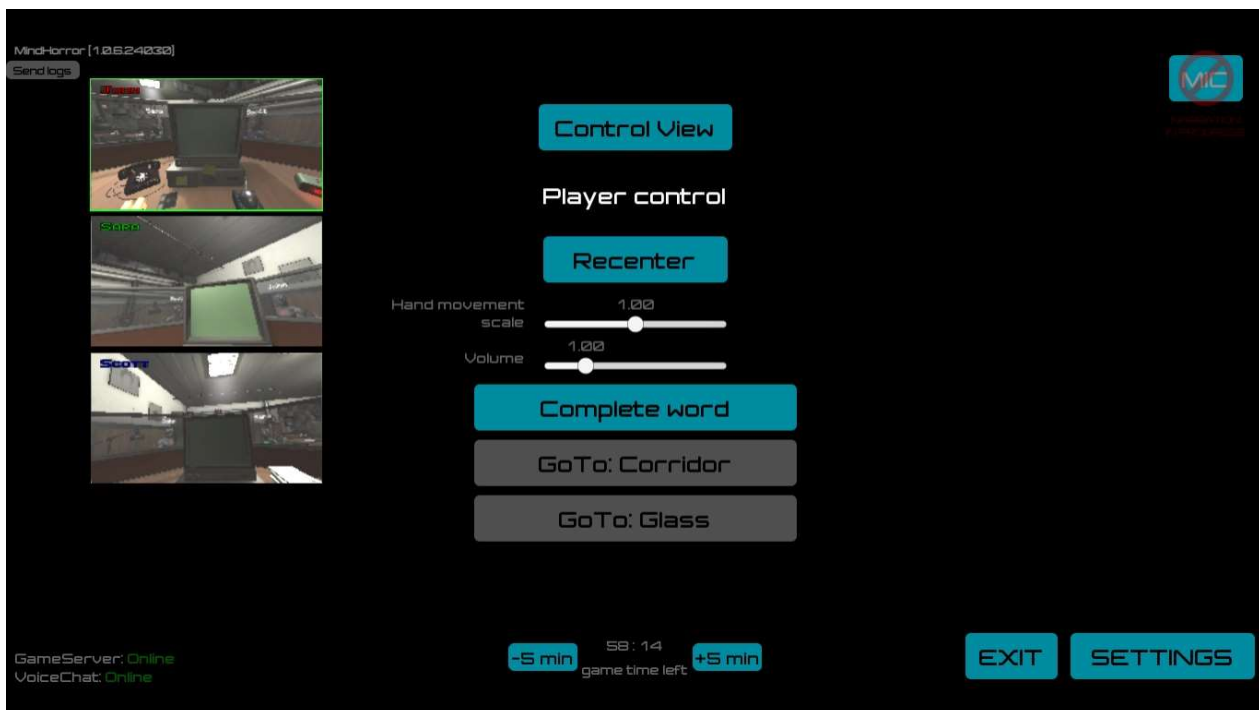 MindHorror [1.0.6.24030]
Send logs
MIC
Sara
Scott
Control View
Player control
Recenter
Hand movement
scale
1.00
Volume
1.00
Complete word
GoTo: Corridor
GoTo: Glass
GameServer: Online
VoiceChat: Online
-5 min
58:14
game time left
+5 min
EXIT
SETTINGS